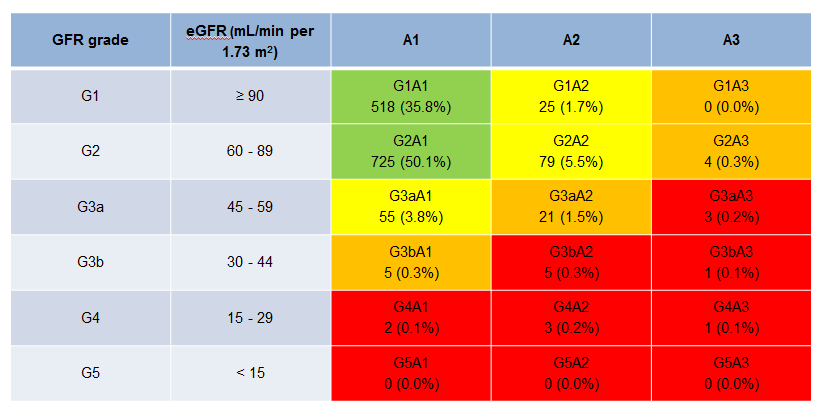 GFR grade
eGFR (mL/min per
1.73 m²)
A1
A2
A3
G1
≥ 90
G1A1
518 (35.8%)
G1A2
25 (1.7%)
G1A3
0 (0.0%)
G2
60 - 89
G2A1
725 (50.1%)
G2A2
79 (5.5%)
G2A3
4 (0.3%)
G3a
45 - 59
G3aA1
55 (3.8%)
G3aA2
21 (1.5%)
G3aA3
3 (0.2%)
G3b
30 - 44
G3bA1
5 (0.3%)
G3bA2
5 (0.3%)
G3bA3
1 (0.1%)
G4
15 - 29
G4A1
2 (0.1%)
G4A2
3 (0.2%)
G4A3
1 (0.1%)
G5
< 15
G5A1
0 (0.0%)
G5A2
0 (0.0%)
G5A3
0 (0.0%)